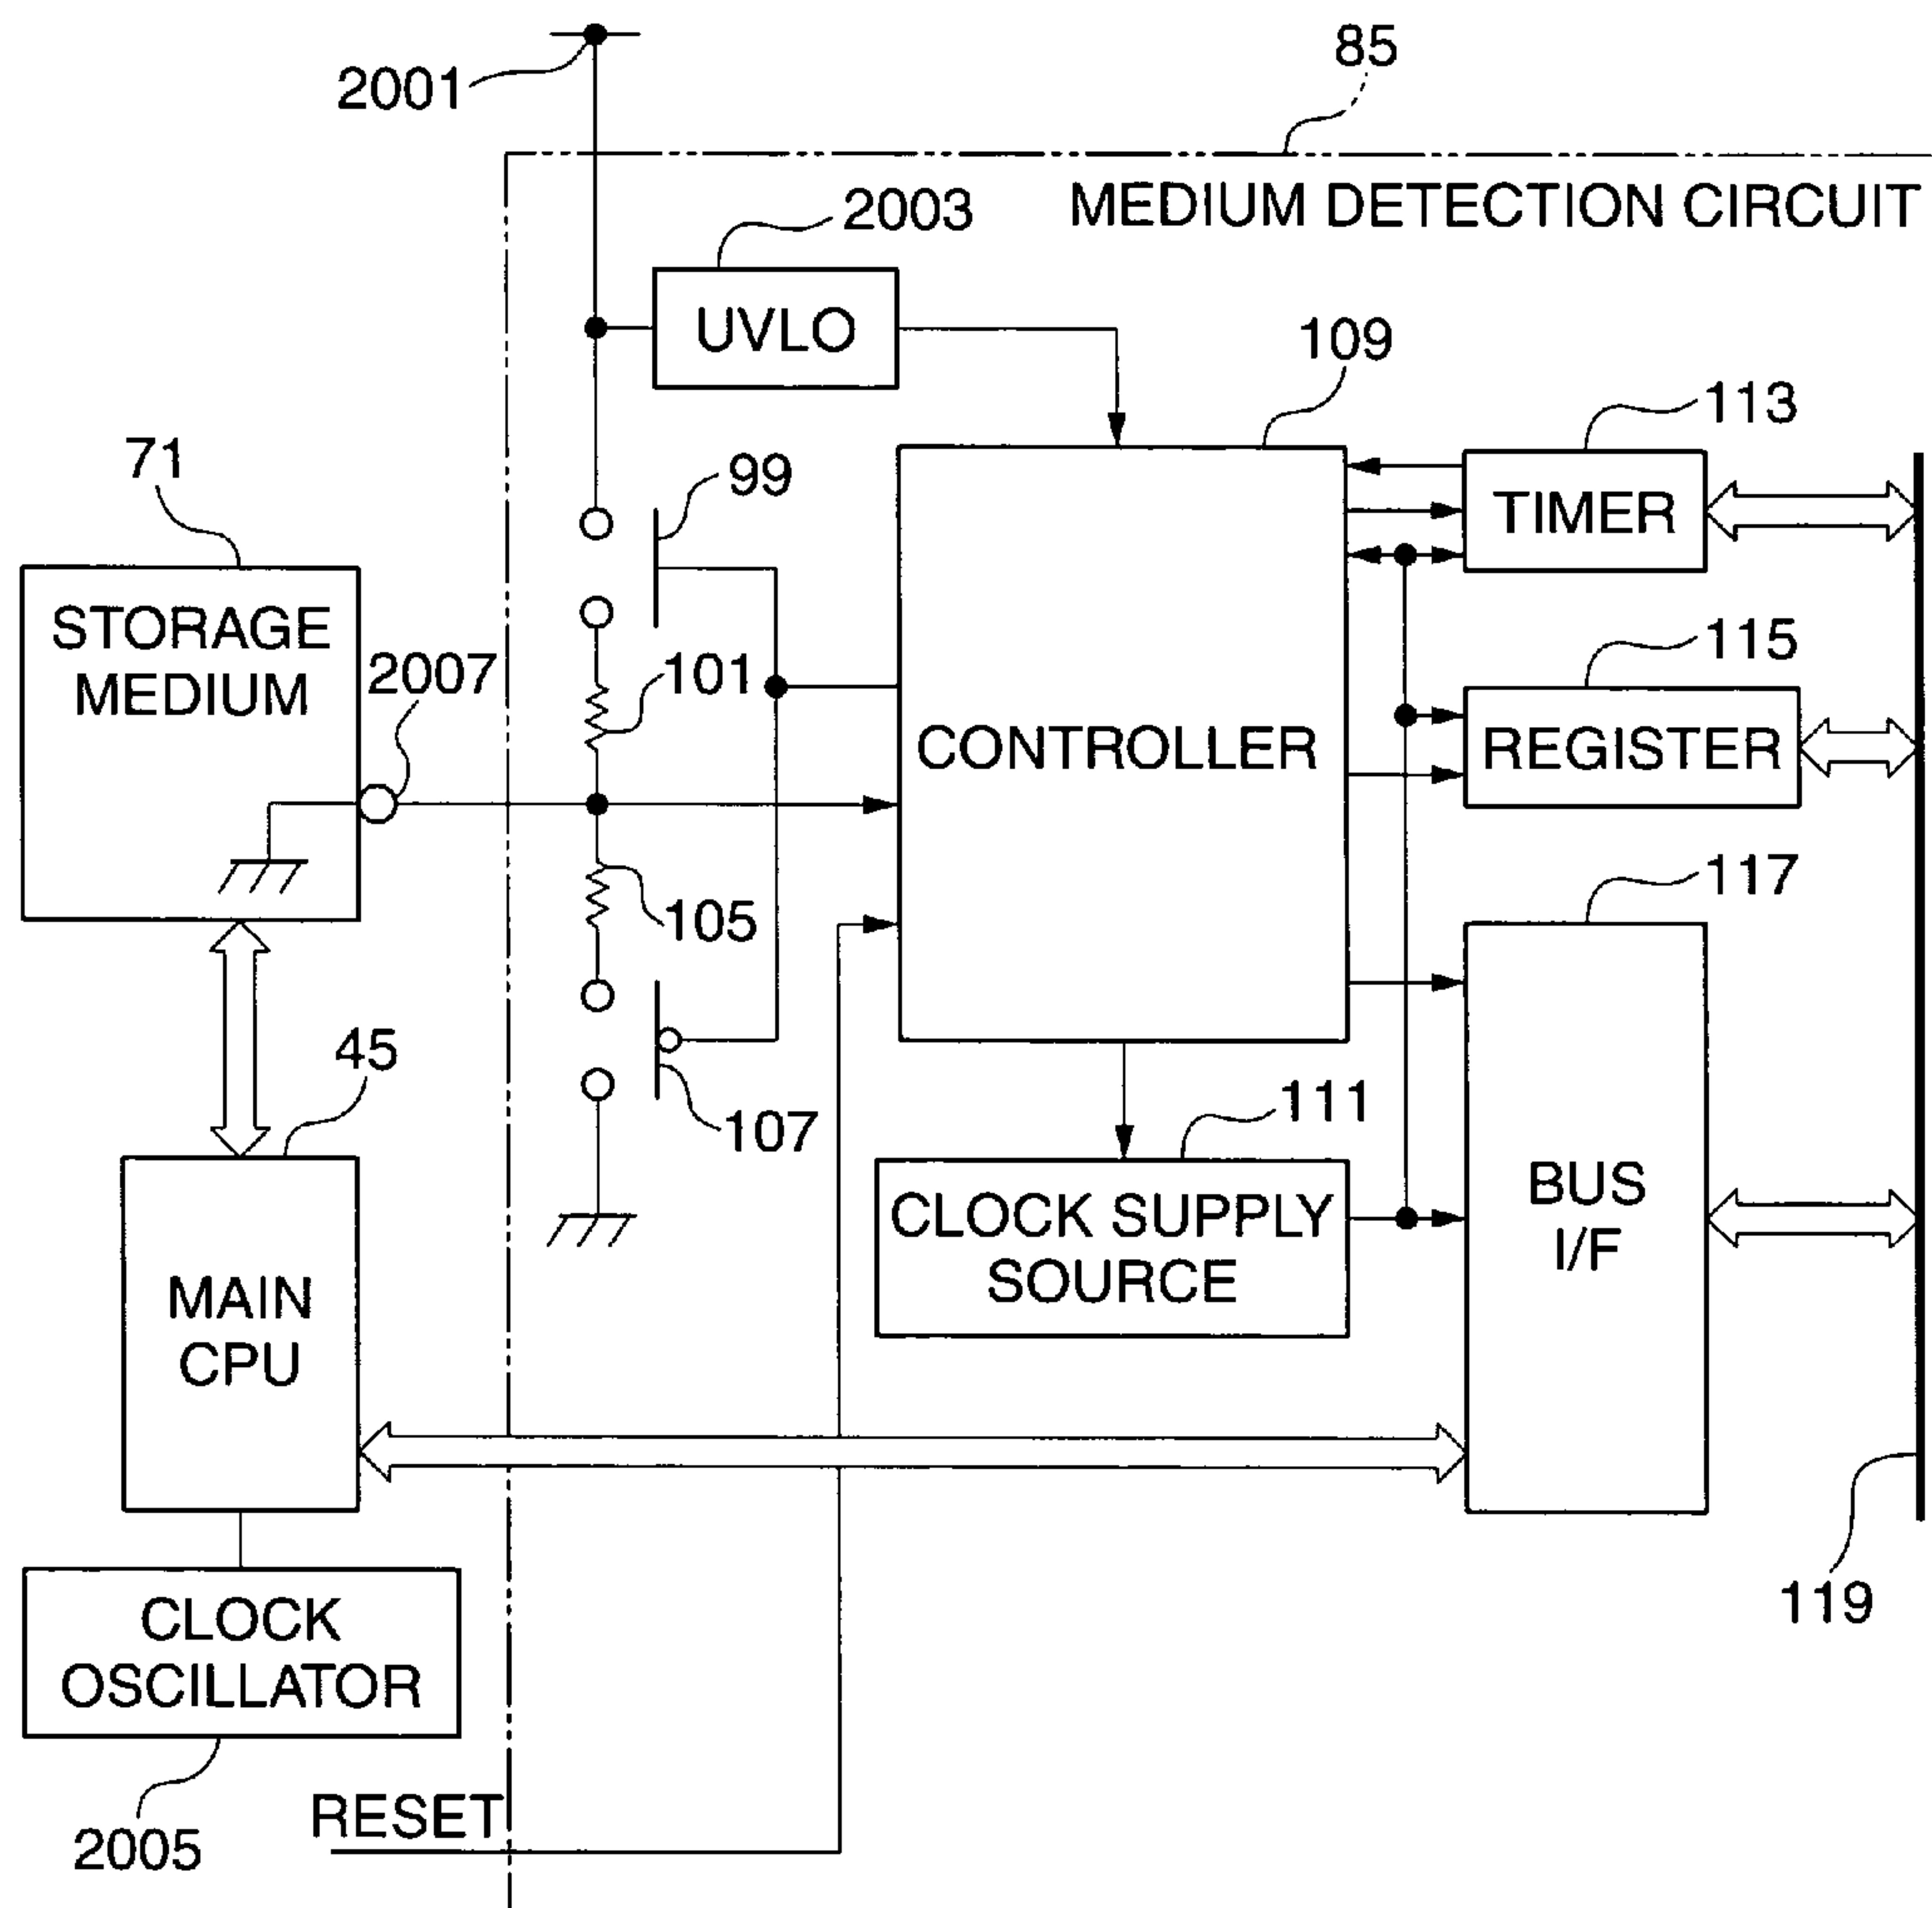 85
2001
MEDIUM DETECTION CIRCUIT
2003
UVLO
109
113
71
99
TIMER
STORAGE
MEDIUM
2007
101
115
CONTROLLER
REGISTER
105
117
45
107
111
CLOCK SUPPLY
SOURCE
BUS
I/F
MAIN
CPU
CLOCK
OSCILLATOR
119
RESET
2005